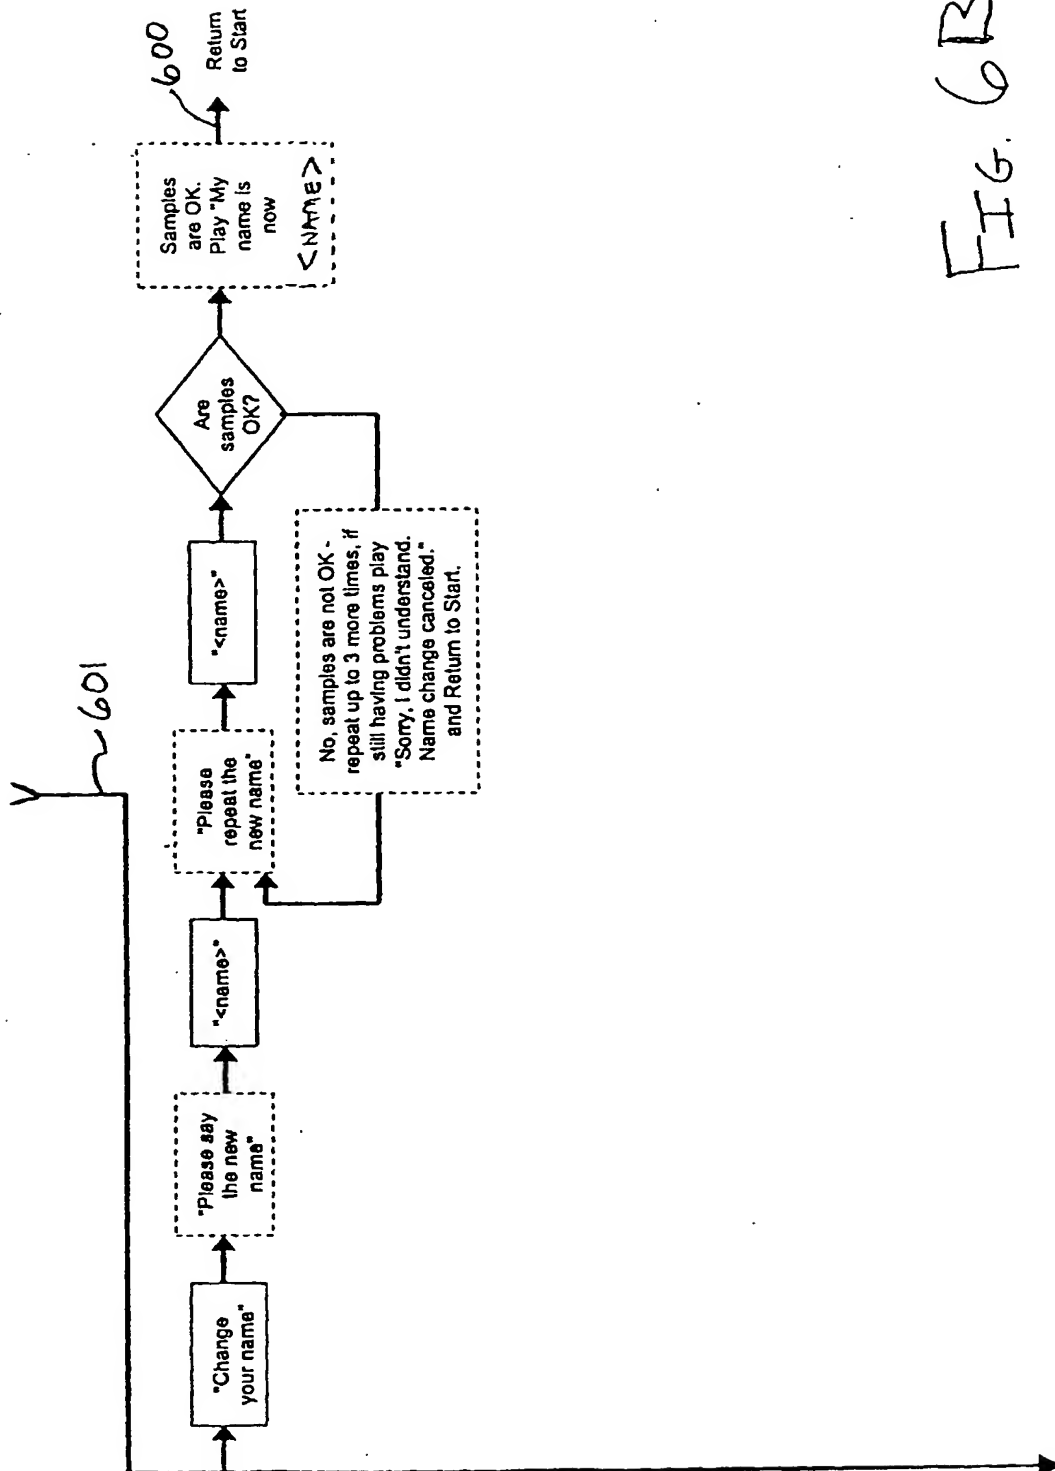 601
"Change
your name"
"Please say
the new
name"
"<name>"
"Please
repeat the
new name"
"<name>"
Are
samples
OK?
No, samples are not OK -
repeat up to 3 more times, if
still having problems play
"Sorry, I didn't understand.
Name change canceled."
and Return to Start.
Samples
are OK.
Play "My
name is
now
<NAME>
600
Return
to Start
FIG. 6B